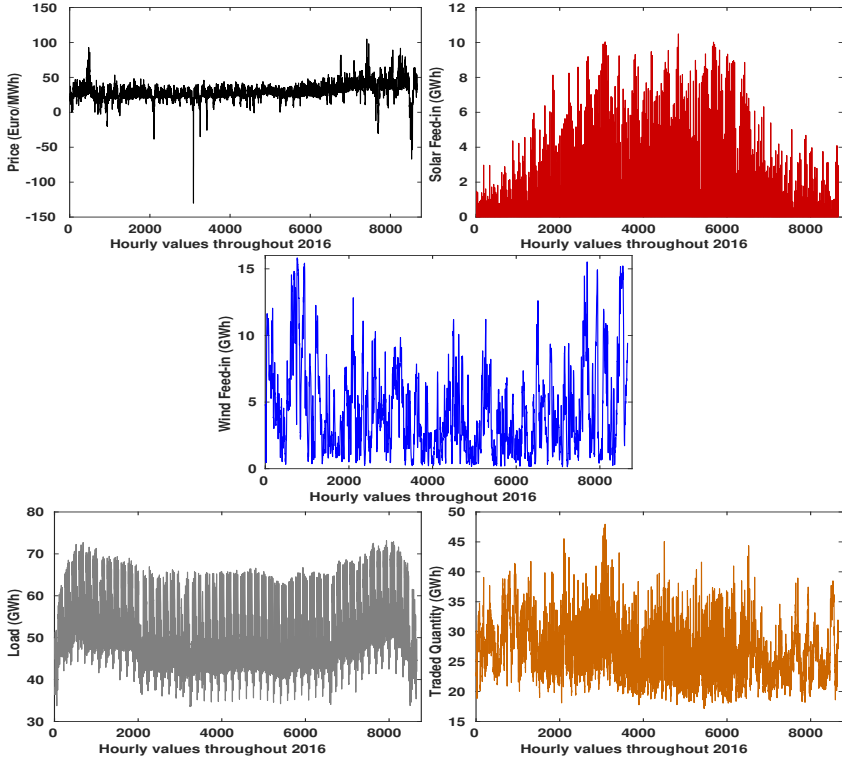 150
100
50
0
-50
-100
-150
Price (Euro/MWh)
0 2000 4000 6000 8000
Hourly values throughout 2016
12
10
8
6
4
2
0
Solar Feed-in (GWh)
0 2000 4000 6000 8000
Hourly values throughout 2016
15
10
5
0
Wind Feed-in (GWh)
0 2000 4000 6000 8000
Hourly values throughout 2016
80
70
60
50
40
30
Load (GWh)
0 2000 4000 6000 8000
Hourly values throughout 2016
50
45
40
35
30
25
20
15
Traded Quantity (GWh)
0 2000 4000 6000 8000
Hourly values throughout 2016